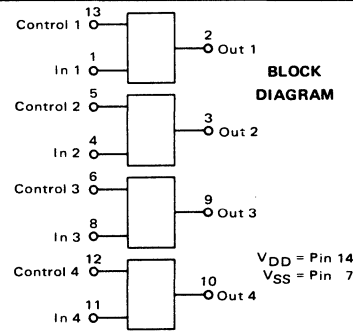 13
Control 1
2
Out 1
1
In 1
BLOCK
DIAGRAM
5
Control 2
3
Out 2
4
In 2
6
Control 3
9
Out 3
8
In 3
VDD = Pin 14
VSS = Pin 7
12
Control 4
10
Out 4
11
In 4